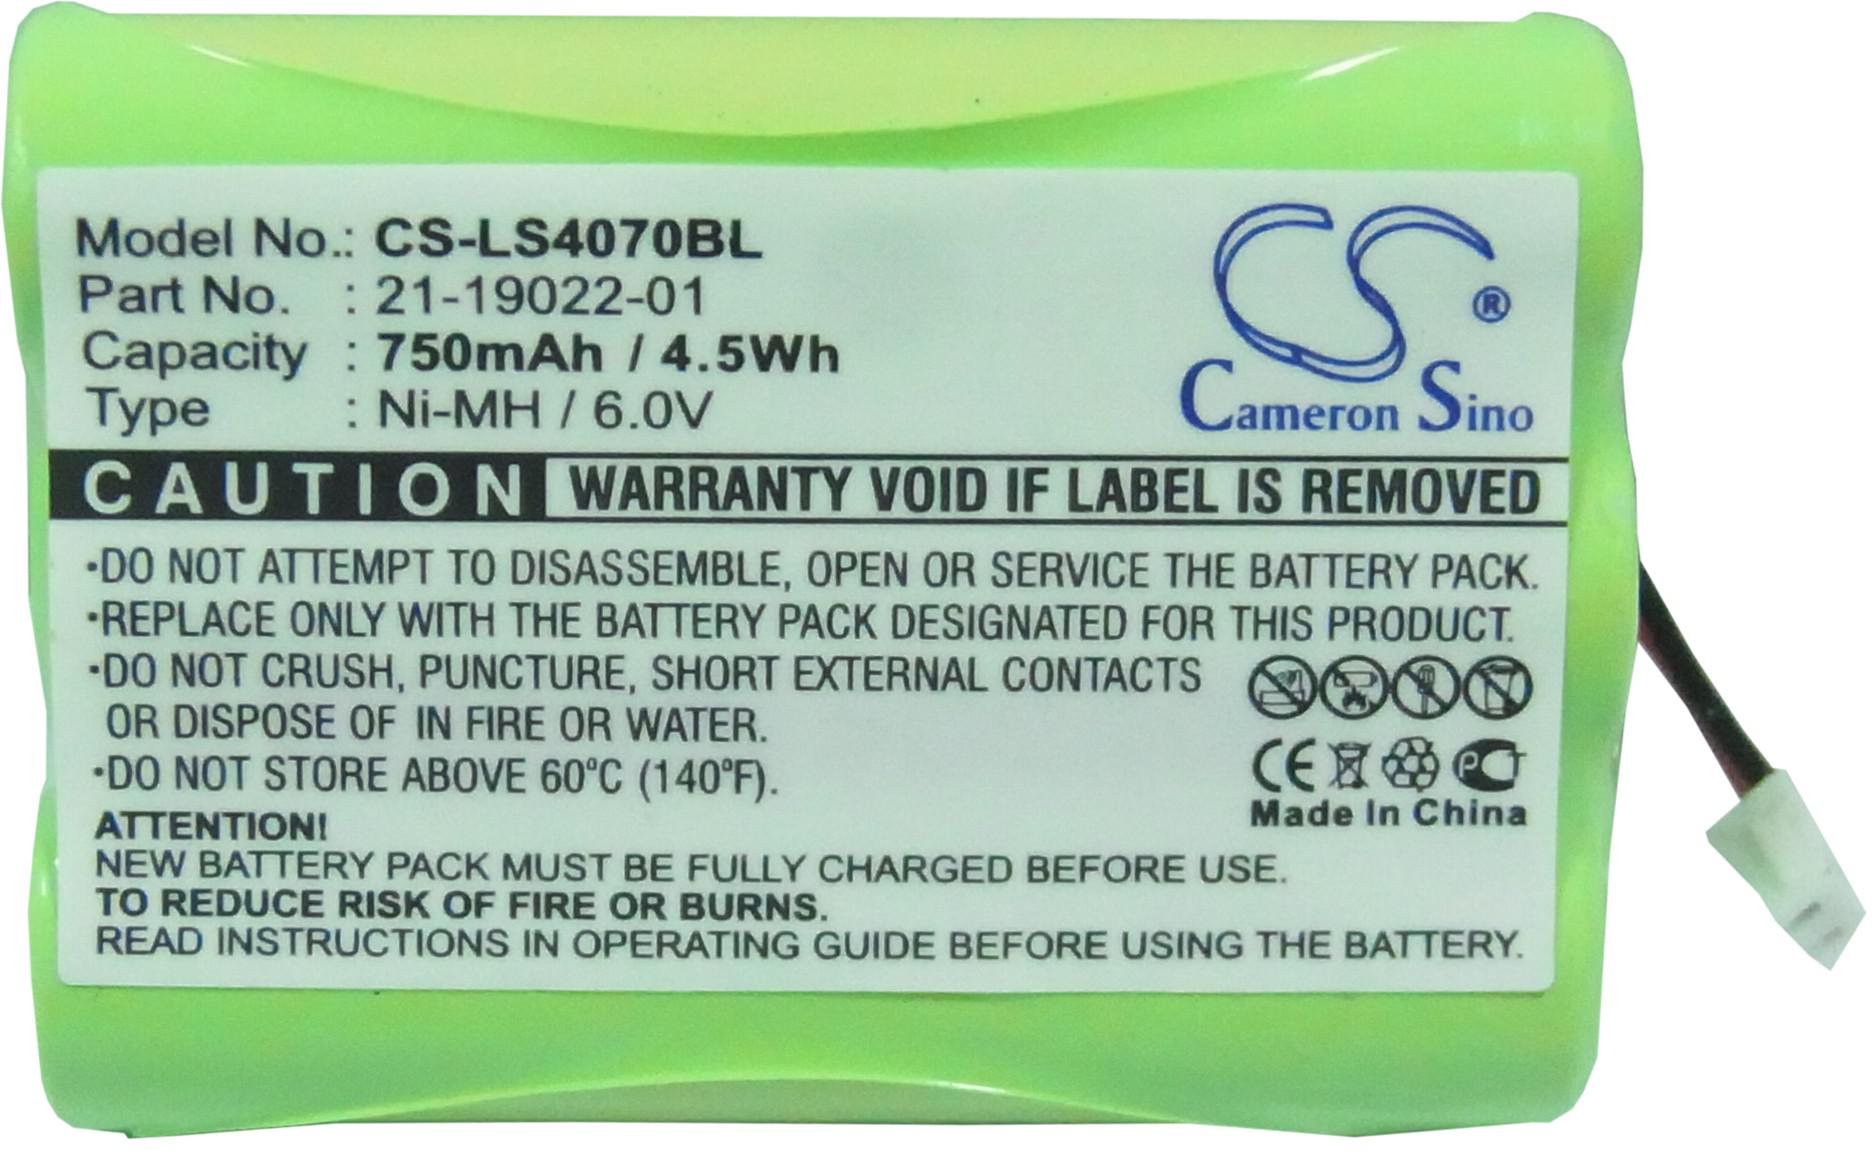 Model No.: CS-LS4070BL
Part No. : 21-19022-01
Capacity : 750mAh / 4.5Wh
Type : Ni-MH / 6.0V
CS ®
Cameron Sino
CAUTION WARRANTY VOID IF LABEL IS REMOVED
·DO NOT ATTEMPT TO DISASSEMBLE, OPEN OR SERVICE THE BATTERY PACK.
·REPLACE ONLY WITH THE BATTERY PACK DESIGNATED FOR THIS PRODUCT.
·DO NOT CRUSH, PUNCTURE, SHORT EXTERNAL CONTACTS
OR DISPOSE OF IN FIRE OR WATER.
·DO NOT STORE ABOVE 60ºC (140ºF).
CE PC
Made In China
ATTENTION!
NEW BATTERY PACK MUST BE FULLY CHARGED BEFORE USE.
TO REDUCE RISK OF FIRE OR BURNS.
READ INSTRUCTIONS IN OPERATING GUIDE BEFORE USING THE BATTERY.